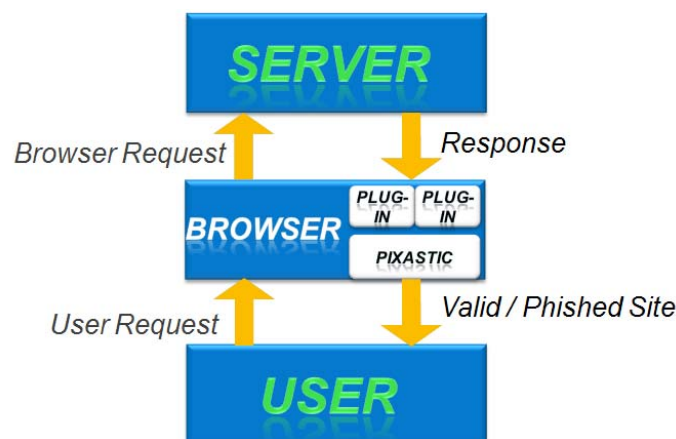 SERVER
Browser Request
Response
BROWSER
PLUG-
IN
PLUG-
IN
PIXASTIC
User Request
Valid / Phished Site
USER